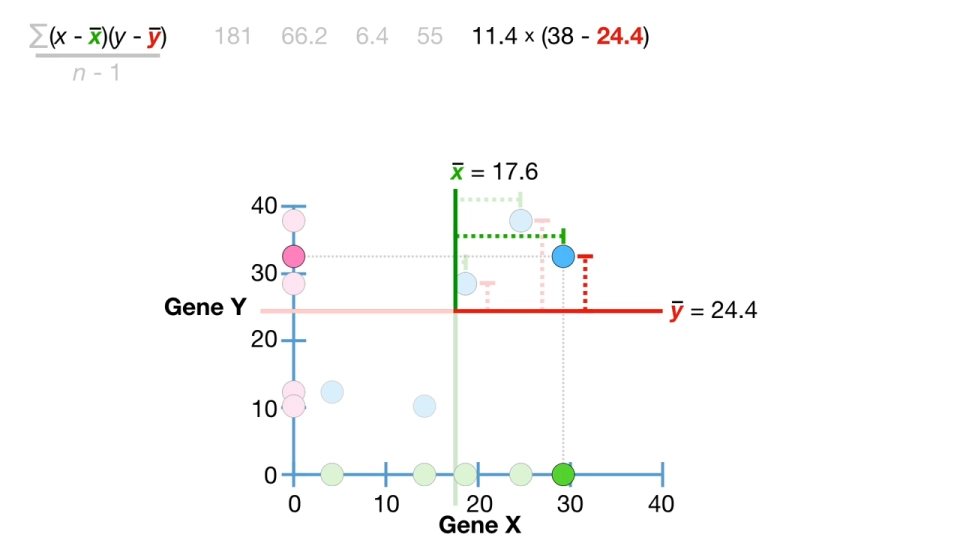 ∑(x - x̄)(y - ȳ) 181 66.2 6.4 55 11.4 × (38 - 24.4)
n - 1
x̄ = 17.6
40
30
Gene Y
ȳ = 24.4
20
10
0
0 10 20 30 40
Gene X